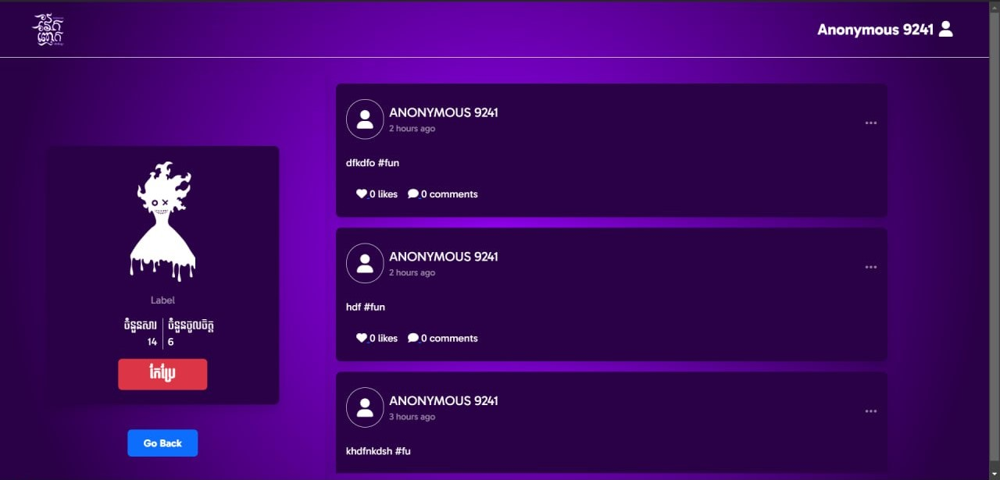 Anonymous 9241
ANONYMOUS 9241
2 hours ago
dfkdfo #fun
0 likes 0 comments
ANONYMOUS 9241
2 hours ago
hdf #fun
0 likes 0 comments
ANONYMOUS 9241
3 hours ago
khdfnkdsh #fu
Label
ចំនួនសារ ចំនួនចូលចិត្ត
14 6
កែប្រែ
Go Back